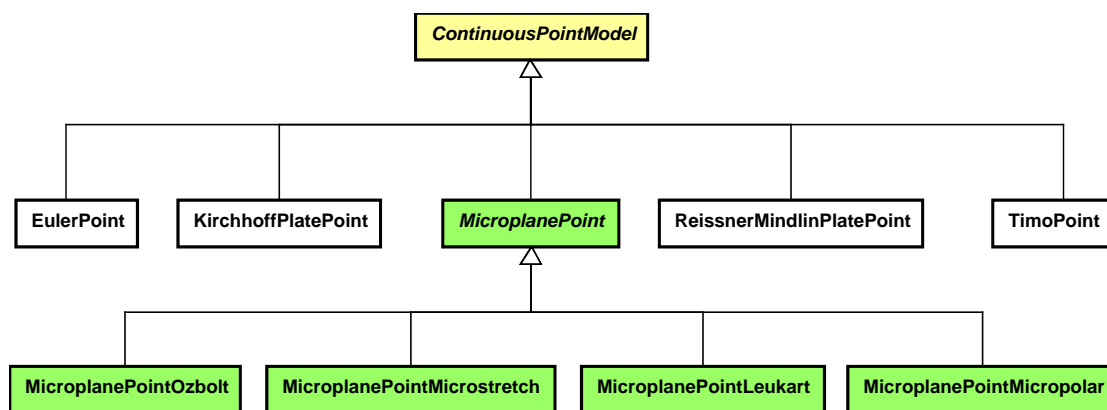 ContinuousPointModel
EulerPoint
KirchhoffPlatePoint
MicroplanePoint
ReissnerMindlinPlatePoint
TimoPoint
MicroplanePointOzbolt
MicroplanePointMicrostretch
MicroplanePointLeukart
MicroplanePointMicropolar